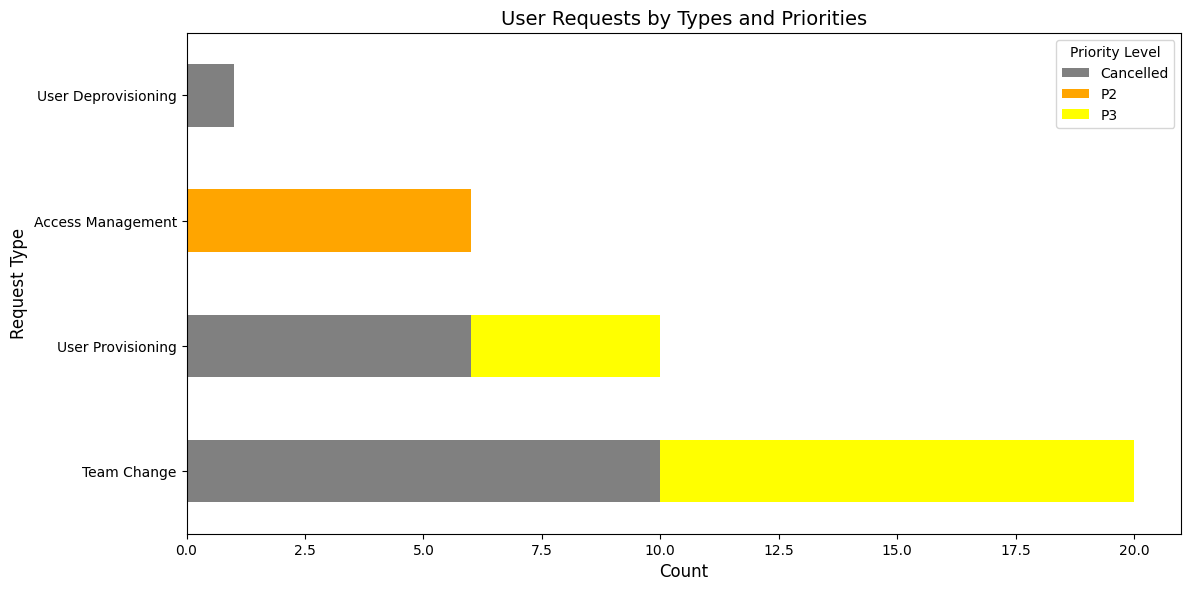 User Requests by Types and Priorities
Priority Level
Cancelled
P2
P3
Request Type
User Deprovisioning
Access Management
User Provisioning
Team Change
0.0 2.5 5.0 7.5 10.0 12.5 15.0 17.5 20.0
Count